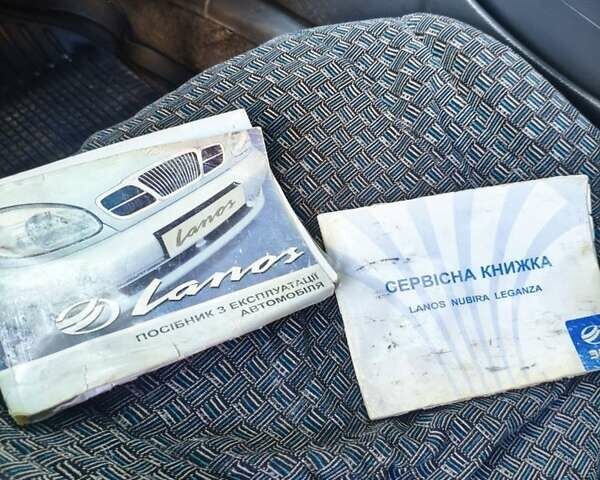 Lanos
Lanos
ПОСІБНИК З ЕКСПЛУАТАЦІЇ
АВТОМОБІЛЯ
СЕРВІСНА КНИЖКА
LANOS NUBIRA LEGANZA